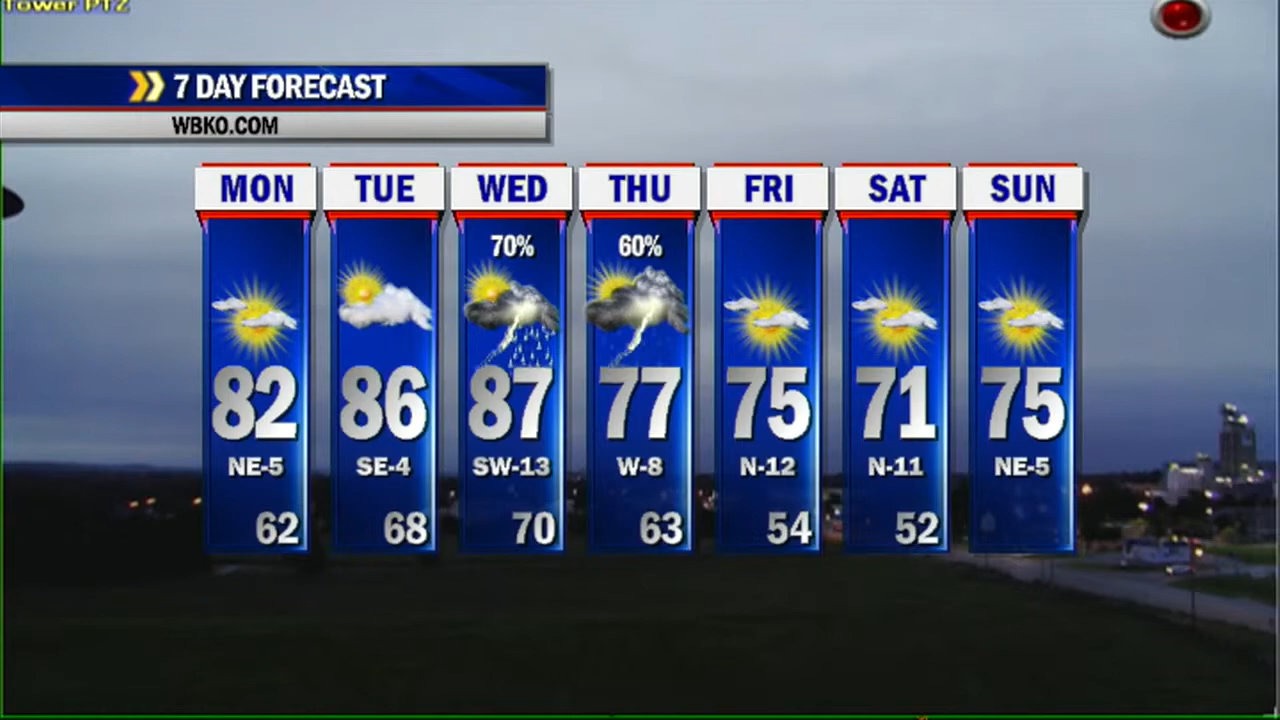 Tower PTZ
7 DAY FORECAST
WBKO.COM
MON TUE WED THU FRI SAT SUN
70% 60%
82 86 87 77 75 71 75
NE-5 SE-4 SW-13 W-8 N-12 N-11 NE-5
62 68 70 63 54 52